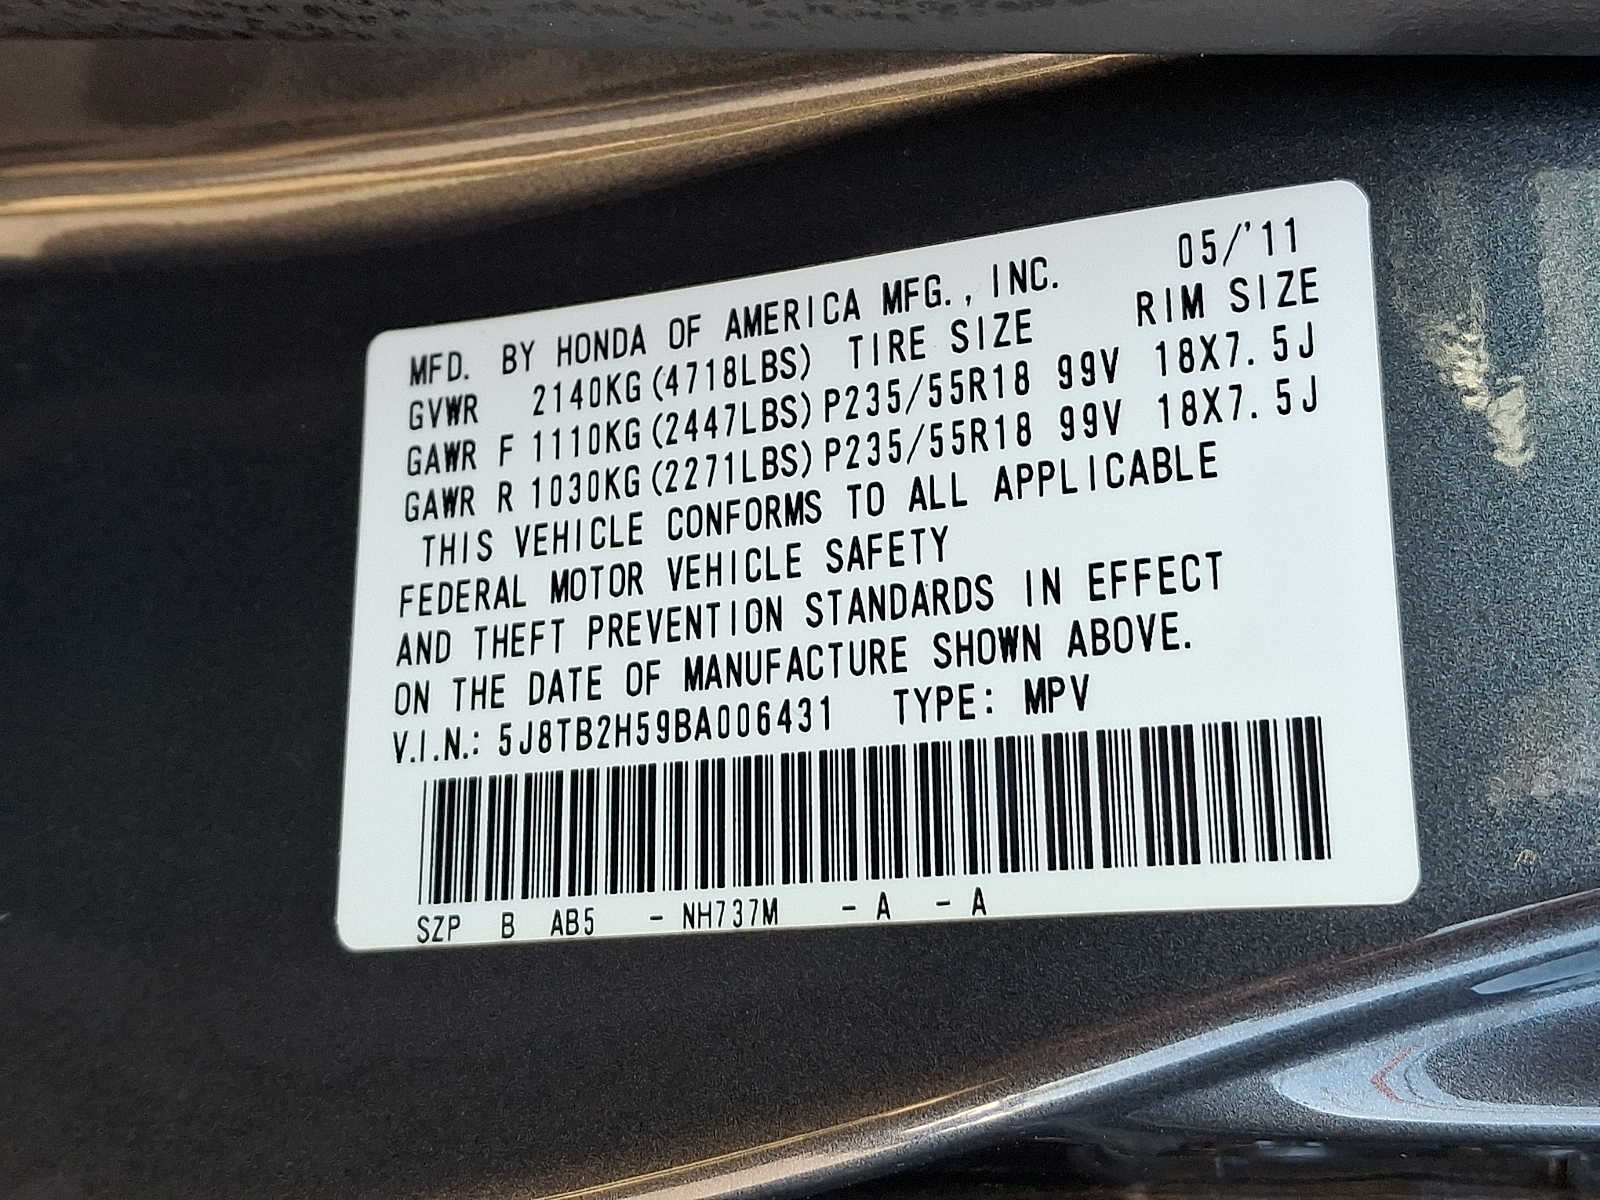 MFD. BY HONDA OF AMERICA MFG., INC. 05/'11
GVWR 2140KG (4718LBS) TIRE SIZE RIM SIZE
GAWR F 1110KG (2447LBS) P235/55R18 99V 18X7.5J
GAWR R 1030KG (2271LBS) P235/55R18 99V 18X7.5J
THIS VEHICLE CONFORMS TO ALL APPLICABLE
FEDERAL MOTOR VEHICLE SAFETY
AND THEFT PREVENTION STANDARDS IN EFFECT
ON THE DATE OF MANUFACTURE SHOWN ABOVE.
V.I.N.: 5J8TB2H59BA006431 TYPE: MPV
SZP B AB5 - NH737M - A - A